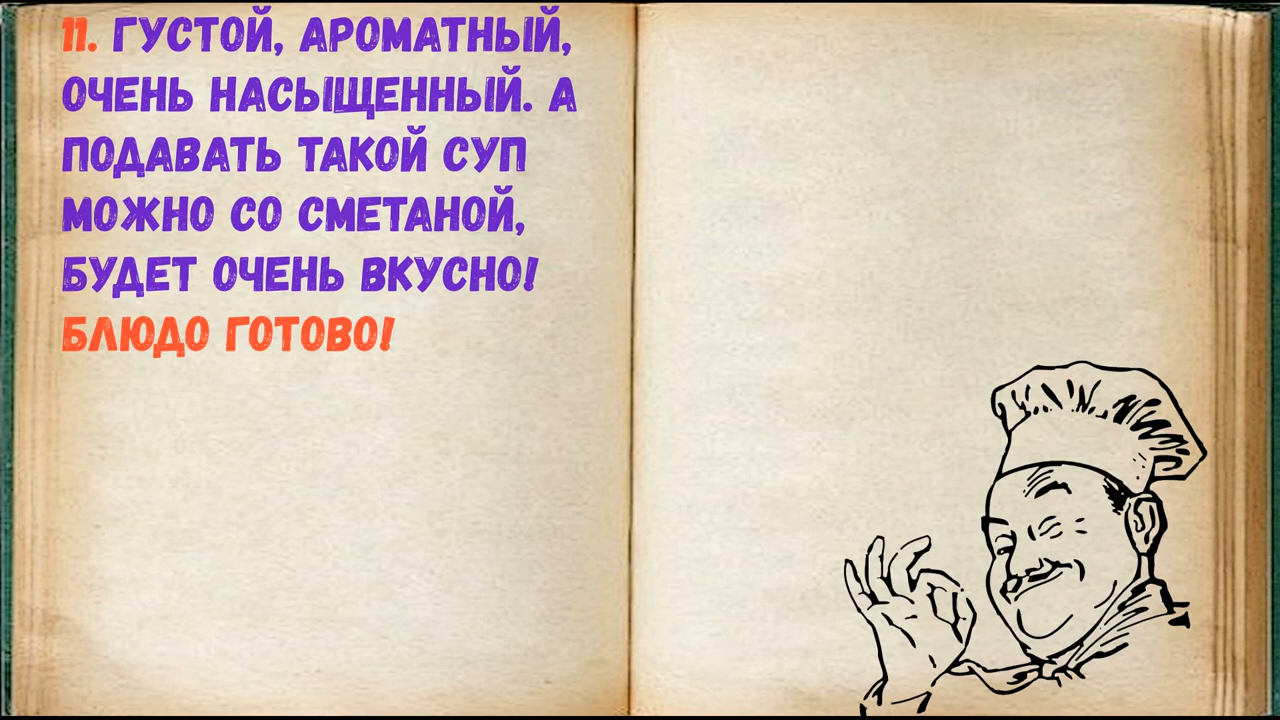 11. ГУСТОЙ, АРОМАТНЫЙ,
ОЧЕНЬ НАСЫЩЕННЫЙ. А
ПОДАВАТЬ ТАКОЙ СУП
МОЖНО СО СМЕТАНОЙ,
БУДЕТ ОЧЕНЬ ВКУСНО!
БЛЮДО ГОТОВО!